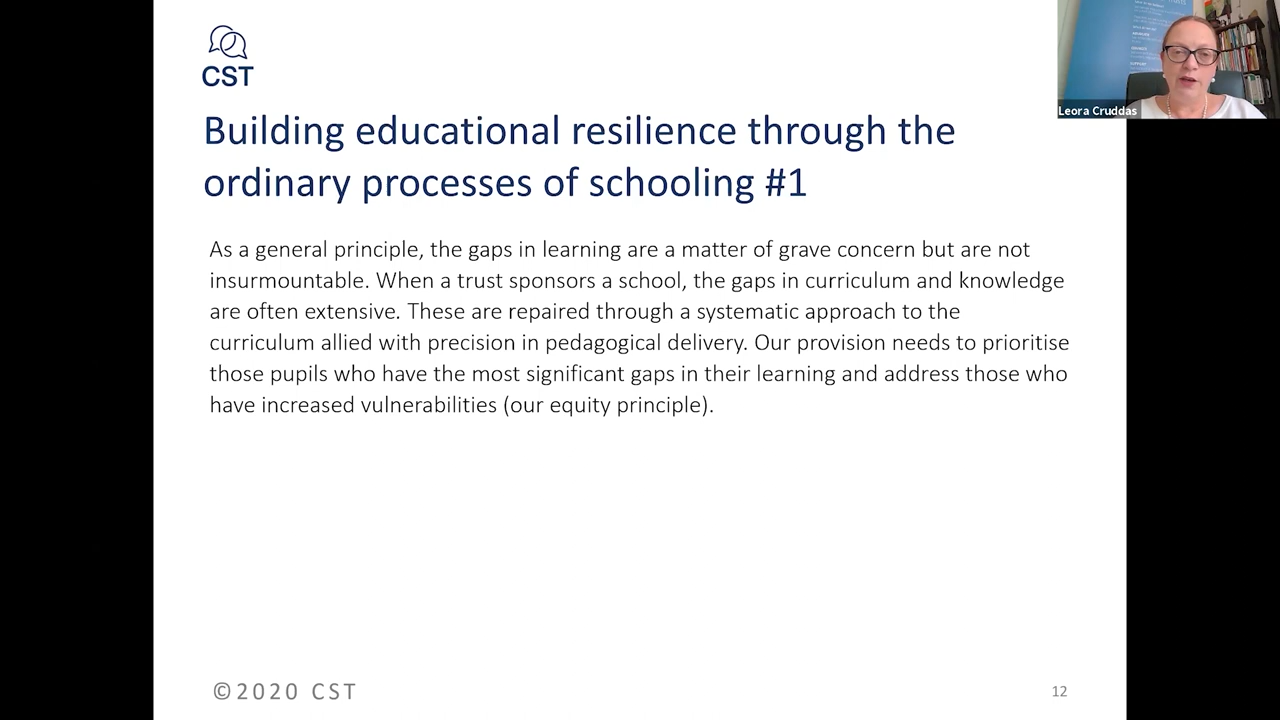 CST
Building educational resilience through the
ordinary processes of schooling #1
As a general principle, the gaps in learning are a matter of grave concern but are not
insurmountable. When a trust sponsors a school, the gaps in curriculum and knowledge
are often extensive. These are repaired through a systematic approach to the
curriculum allied with precision in pedagogical delivery. Our provision needs to prioritise
those pupils who have the most significant gaps in their learning and address those who
have increased vulnerabilities (our equity principle).
©2020 CST
12
Leora Cruddas